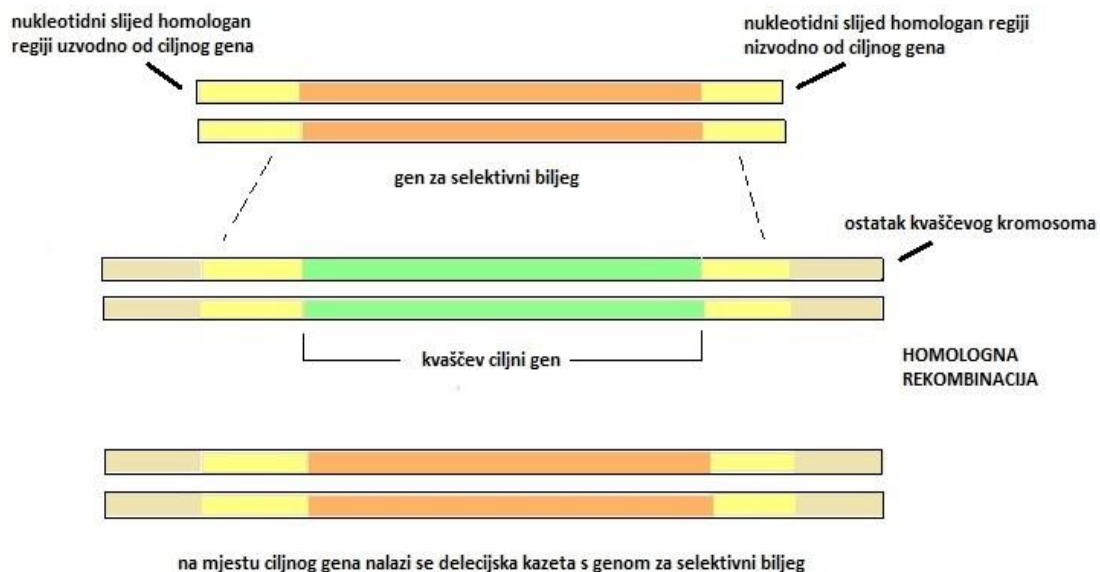 nukleotidni slijed homologan
regiji uzvodno od ciljnog gena
nukleotidni slijed homologan regiji
nizvodno od ciljnog gena
gen za selektivni biljeg
ostatak kvaščevog kromosoma
kvaščev ciljni gen
HOMOLOGNA
REKOMBINACIJA
na mjestu ciljnog gena nalazi se delecijska kazeta s genom za selektivni biljeg